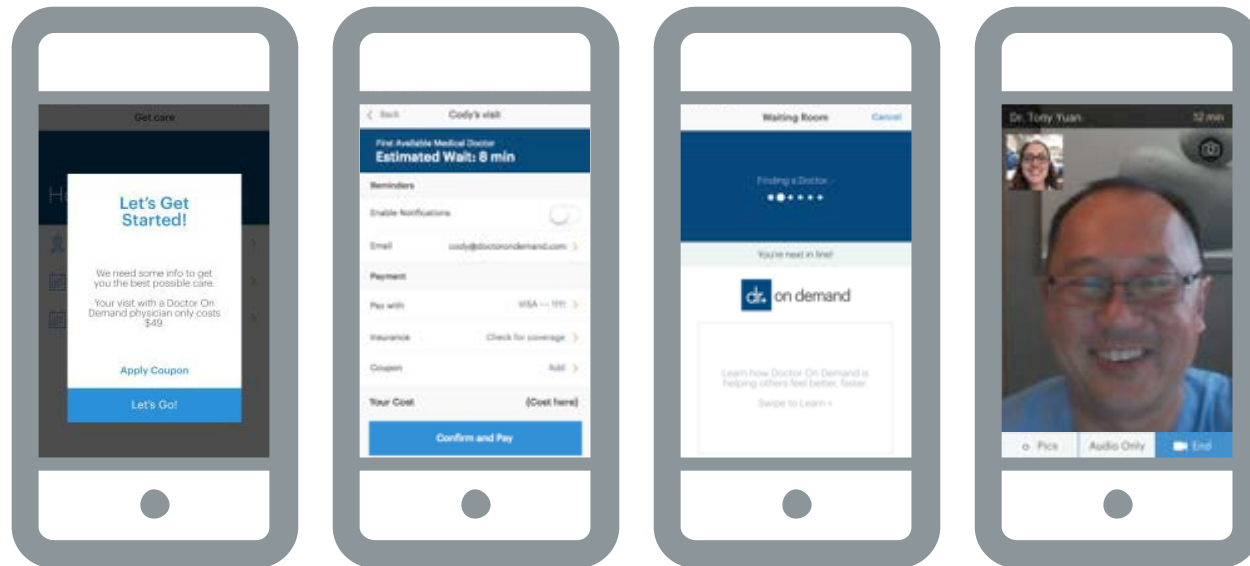 Get care
Let's Get
Started!
We need some info to get
you the best possible care.
Your visit with a Doctor On
Demand physician only costs
$49
Apply Coupon
Let's Go!
Back
Cody's visit
First Available Medical Doctor
Estimated Wait: 8 min
Reminders
Enable Notifications
Email cody@doctorondemand.com
Payment
Pay with VISA 1111
Insurance Check for coverage
Coupon Add
Your Cost (Cost here)
Confirm and Pay
Waiting Room Cancel
Finding a Doctor
You're next in line!
dr. on demand
Learn how Doctor On Demand is
helping others feel better, faster.
Swipe to Learn <
Dr. Tony Yuan 12 min
Pics Audio Only End